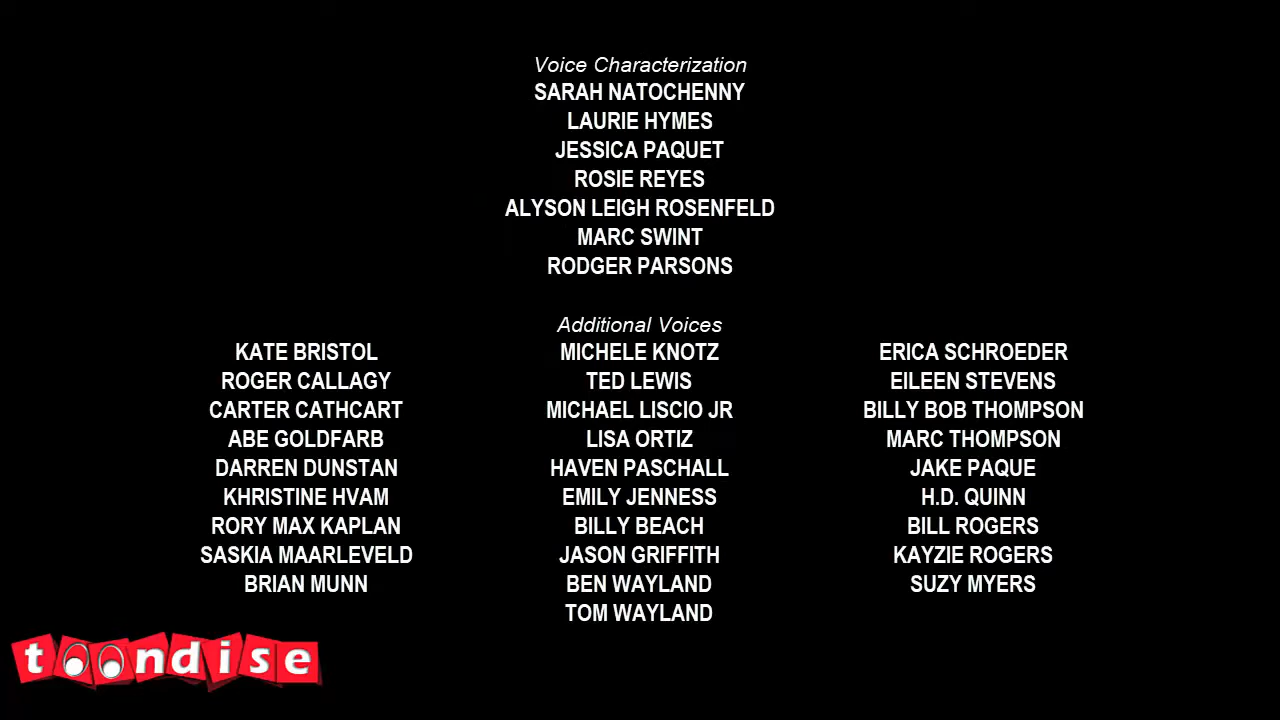 Voice Characterization
SARAH NATOCHENNY
LAURIE HYMES
JESSICA PAQUET
ROSIE REYES
ALYSON LEIGH ROSENFELD
MARC SWINT
RODGER PARSONS
Additional Voices
KATE BRISTOL MICHELE KNOTZ ERICA SCHROEDER
ROGER CALLAGY TED LEWIS EILEEN STEVENS
CARTER CATHCART MICHAEL LISCIO JR BILLY BOB THOMPSON
ABE GOLDFARB LISA ORTIZ MARC THOMPSON
DARREN DUNSTAN HAVEN PASCHALL JAKE PAQUE
KHRISTINE HVAM EMILY JENNESS H.D. QUINN
RORY MAX KAPLAN BILLY BEACH BILL ROGERS
SASKIA MAARLEVELD JASON GRIFFITH KAYZIE ROGERS
BRIAN MUNN BEN WAYLAND SUZY MYERS
TOM WAYLAND
toondise